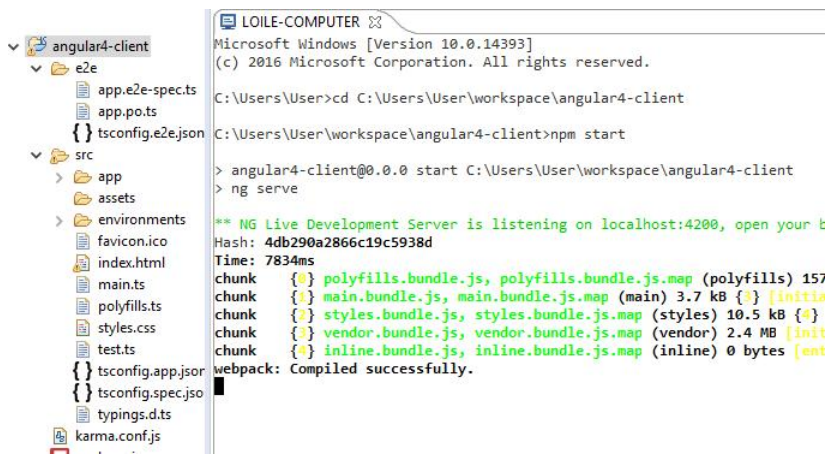 angular4-client
e2e
app.e2e-spec.ts
app.po.ts
tsconfig.e2e.json
src
app
assets
environments
favicon.ico
index.html
main.ts
polyfills.ts
styles.css
test.ts
tsconfig.app.jsor
tsconfig.spec.jso
typings.d.ts
karma.conf.js
LOILE-COMPUTER
Microsoft Windows [Version 10.0.14393]
(c) 2016 Microsoft Corporation. All rights reserved.
C:\Users\User>cd C:\Users\User\workspace\angular4-client
C:\Users\User\workspace\angular4-client>npm start
> angular4-client@0.0.0 start C:\Users\User\workspace\angular4-client
> ng serve
** NG Live Development Server is listening on localhost:4200, open your b
Hash: 4db290a2866c19c5938d
Time: 7834ms
chunk {0} polyfills.bundle.js, polyfills.bundle.js.map (polyfills) 157
chunk {1} main.bundle.js, main.bundle.js.map (main) 3.7 kB {3} [initia
chunk {2} styles.bundle.js, styles.bundle.js.map (styles) 10.5 kB {4}
chunk {3} vendor.bundle.js, vendor.bundle.js.map (vendor) 2.4 MB [init
chunk {4} inline.bundle.js, inline.bundle.js.map (inline) 0 bytes [ent
webpack: Compiled successfully.